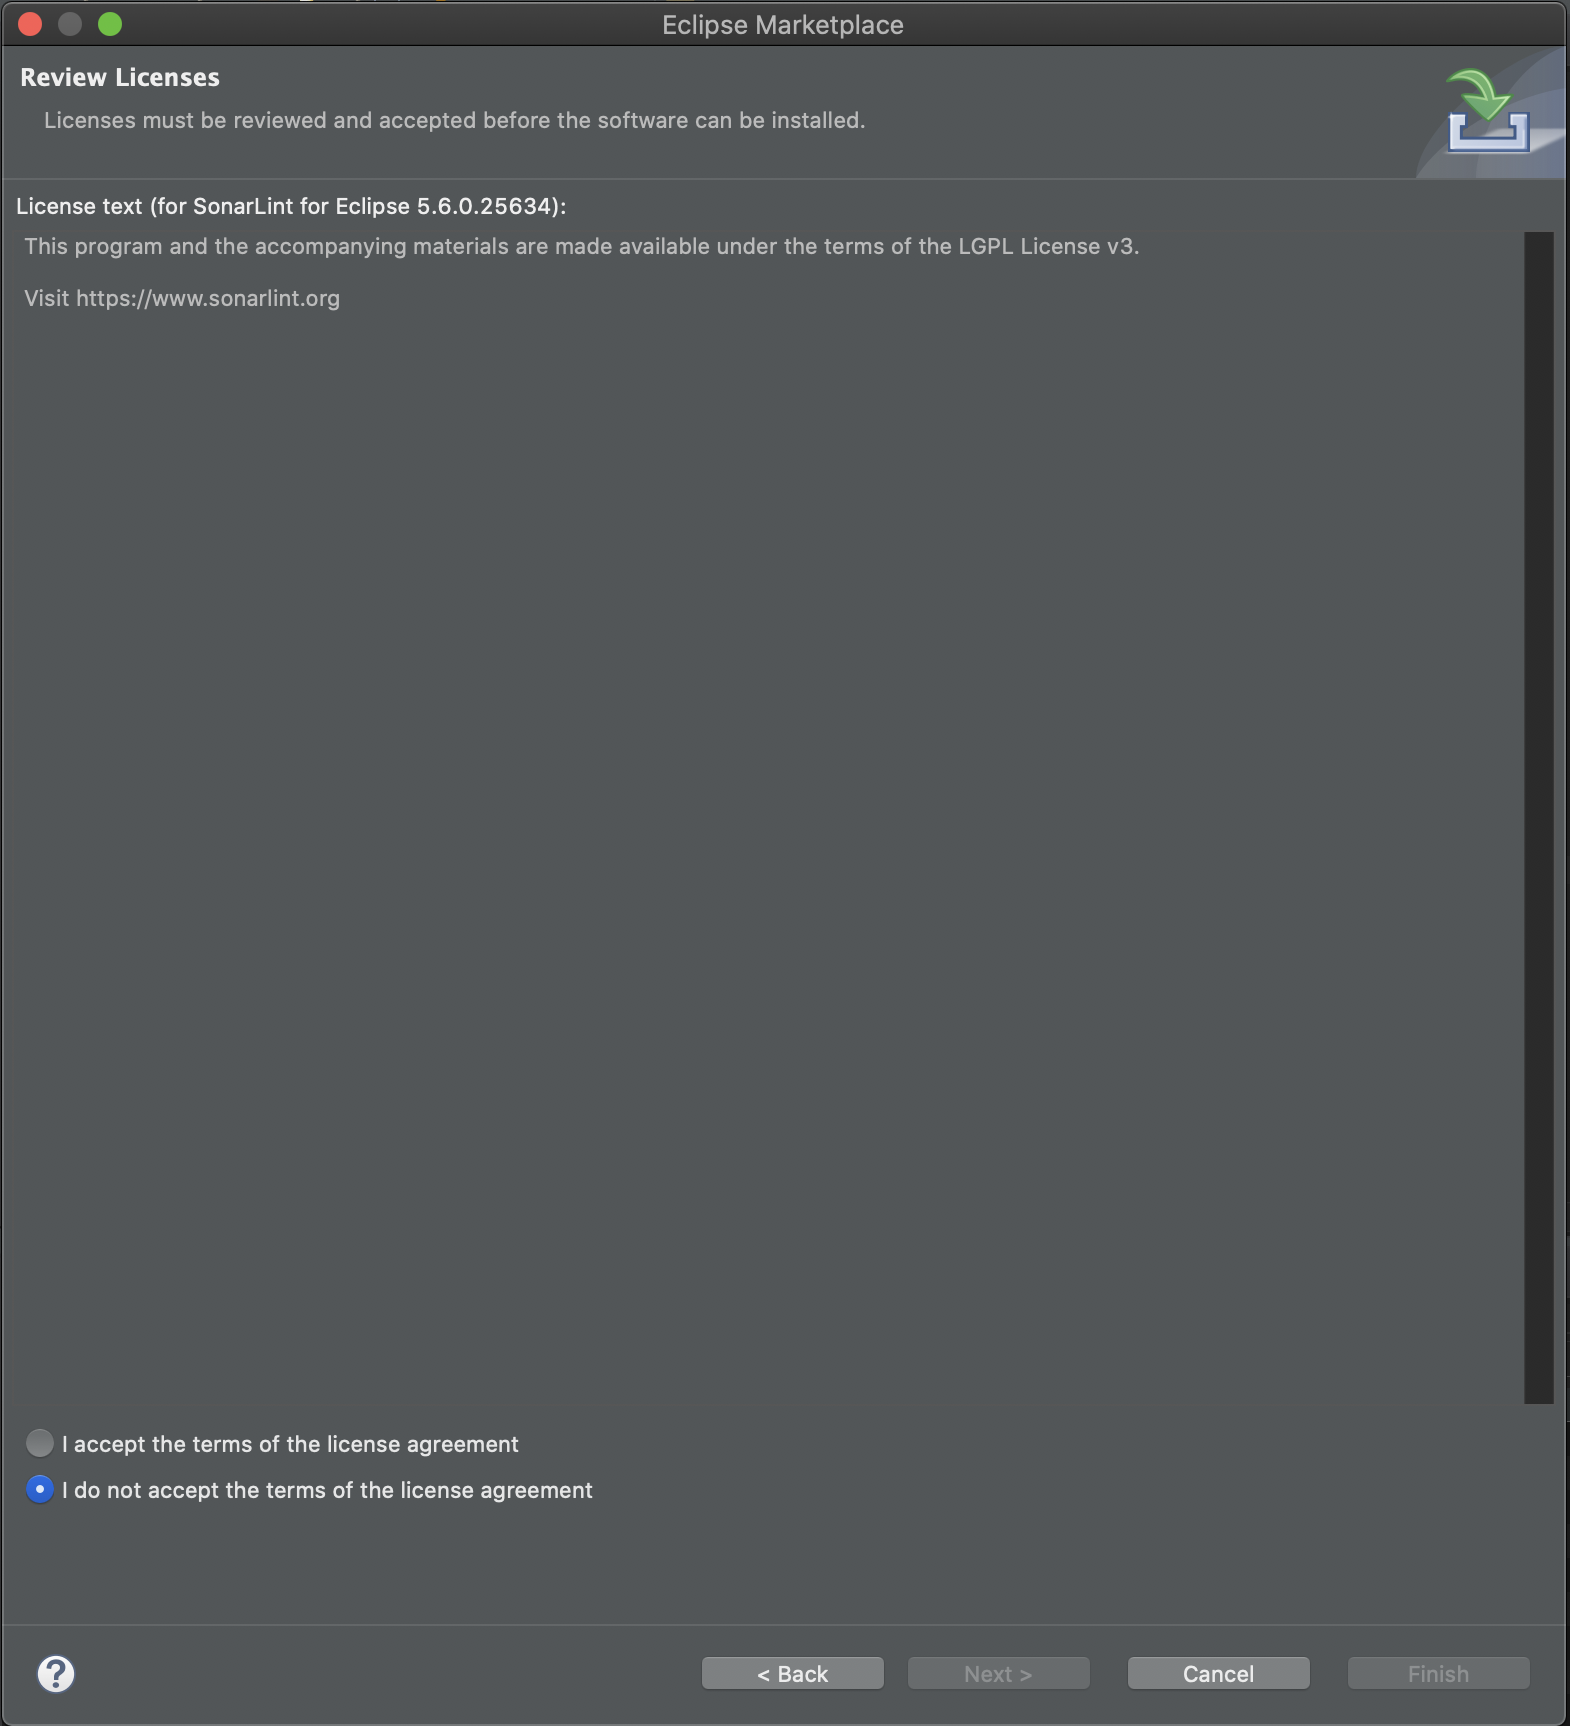 Eclipse Marketplace
Review Licenses
Licenses must be reviewed and accepted before the software can be installed.
License text (for SonarLint for Eclipse 5.6.0.25634):
This program and the accompanying materials are made available under the terms of the LGPL License v3.
Visit https://www.sonarlint.org
I accept the terms of the license agreement
I do not accept the terms of the license agreement
? < Back Next > Cancel Finish